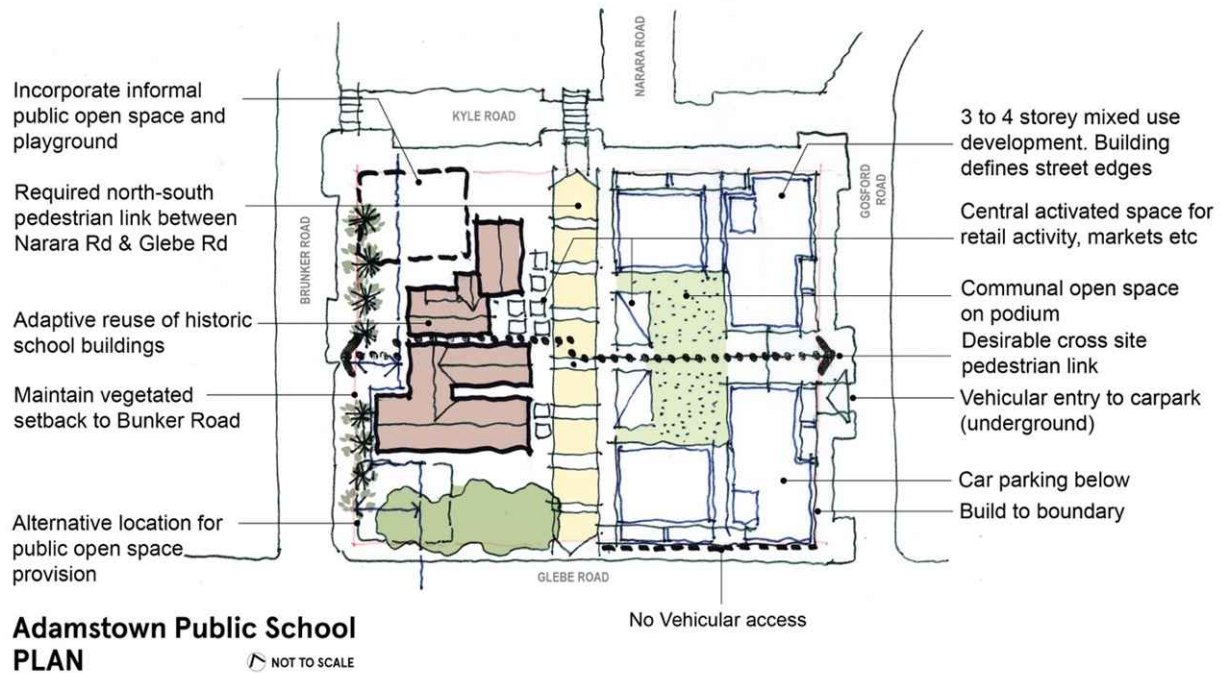 NARARA ROAD
KYLE ROAD
GOSFORD
ROAD
BRUNKER ROAD
GLEBE ROAD
Incorporate informal
public open space and
playground
Required north-south
pedestrian link between
Narara Rd & Glebe Rd
Adaptive reuse of historic
school buildings
Maintain vegetated
setback to Bunker Road
Alternative location for
public open space
provision
3 to 4 storey mixed use
development. Building
defines street edges
Central activated space for
retail activity, markets etc
Communal open space
on podium
Desirable cross site
pedestrian link
Vehicular entry to carpark
(underground)
Car parking below
Build to boundary
No Vehicular access
Adamstown Public School
PLAN
NOT TO SCALE